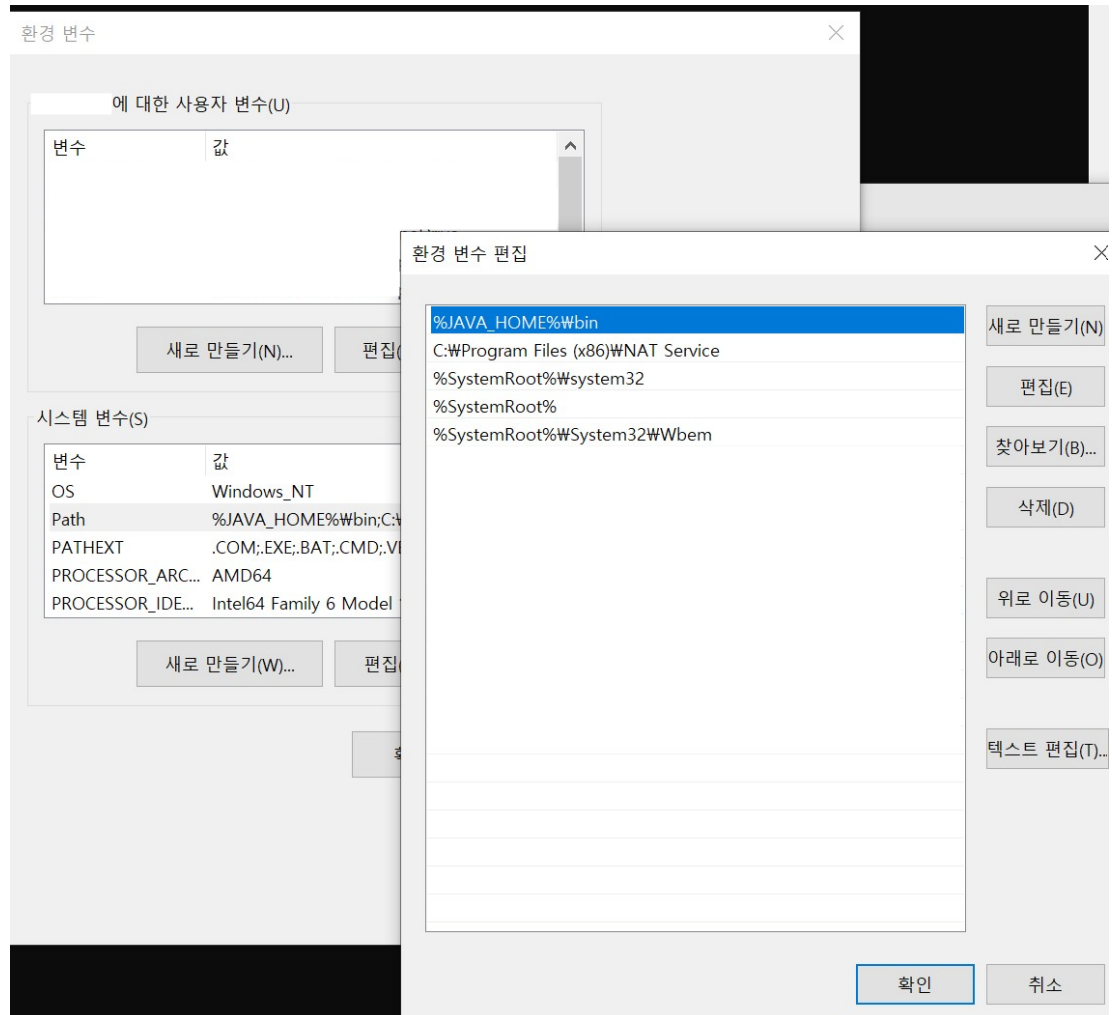 환경 변수
에 대한 사용자 변수(U)
변수 값
새로 만들기(N)...
편집(
시스템 변수(S)
변수 값
OS Windows_NT
Path %JAVA_HOME%₩bin;C:₩
PATHEXT .COM;.EXE;.BAT;.CMD;.VB
PROCESSOR_ARC... AMD64
PROCESSOR_IDE... Intel64 Family 6 Model
새로 만들기(W)...
편집(
환경 변수 편집
%JAVA_HOME%₩bin
C:₩Program Files (x86)₩NAT Service
%SystemRoot%₩system32
%SystemRoot%
%SystemRoot%₩System32₩Wbem
새로 만들기(N)
편집(E)
찾아보기(B)...
삭제(D)
위로 이동(U)
아래로 이동(O)
텍스트 편집(T)...
확인
취소